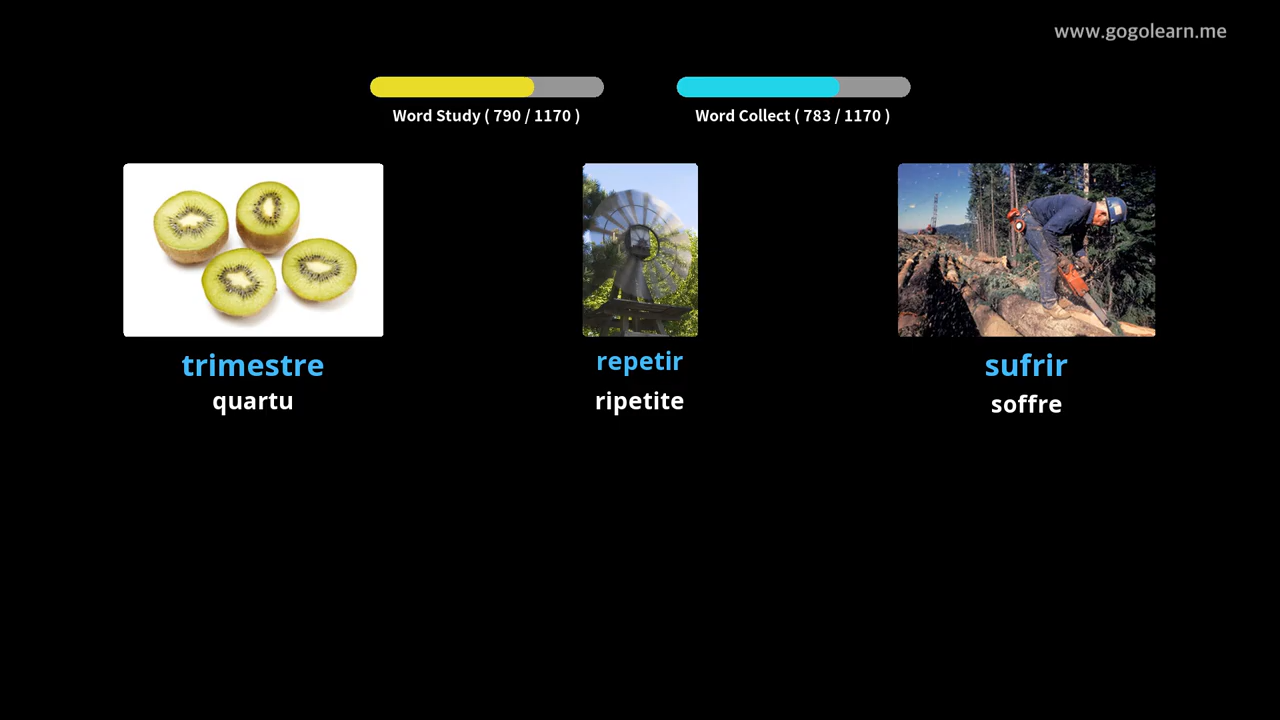 www.gogolearn.me
Word Study ( 790 / 1170 )
Word Collect ( 783 / 1170 )
trimestre
quartu
repetir
ripetite
sufrir
soffre